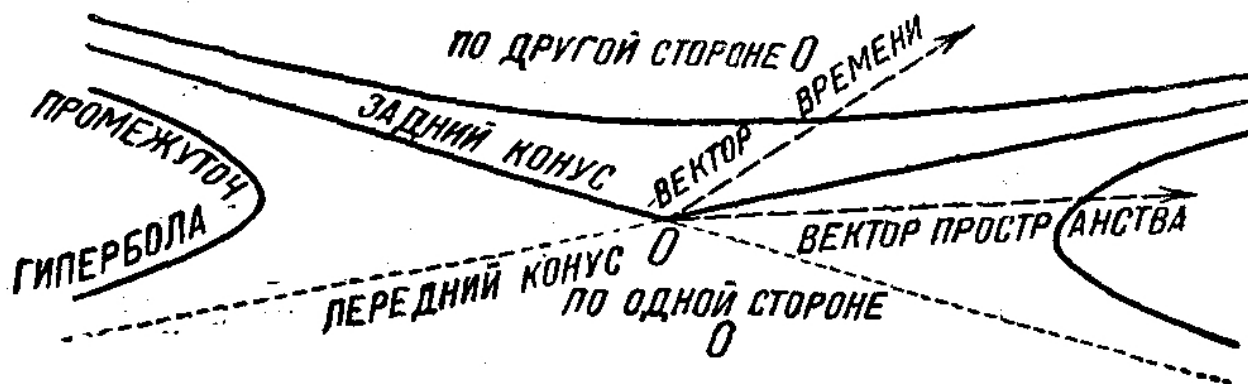 ПО ДРУГОЙ СТОРОНЕ O
ВЕКТОР ВРЕМЕНИ
ПРОМЕЖУТОЧ.
ГИПЕРБОЛА
ЗАДНИЙ КОНУС
ВЕКТОР ПРОСТРАНСТВА
O
ПЕРЕДНИЙ КОНУС
ПО ОДНОЙ СТОРОНЕ
O